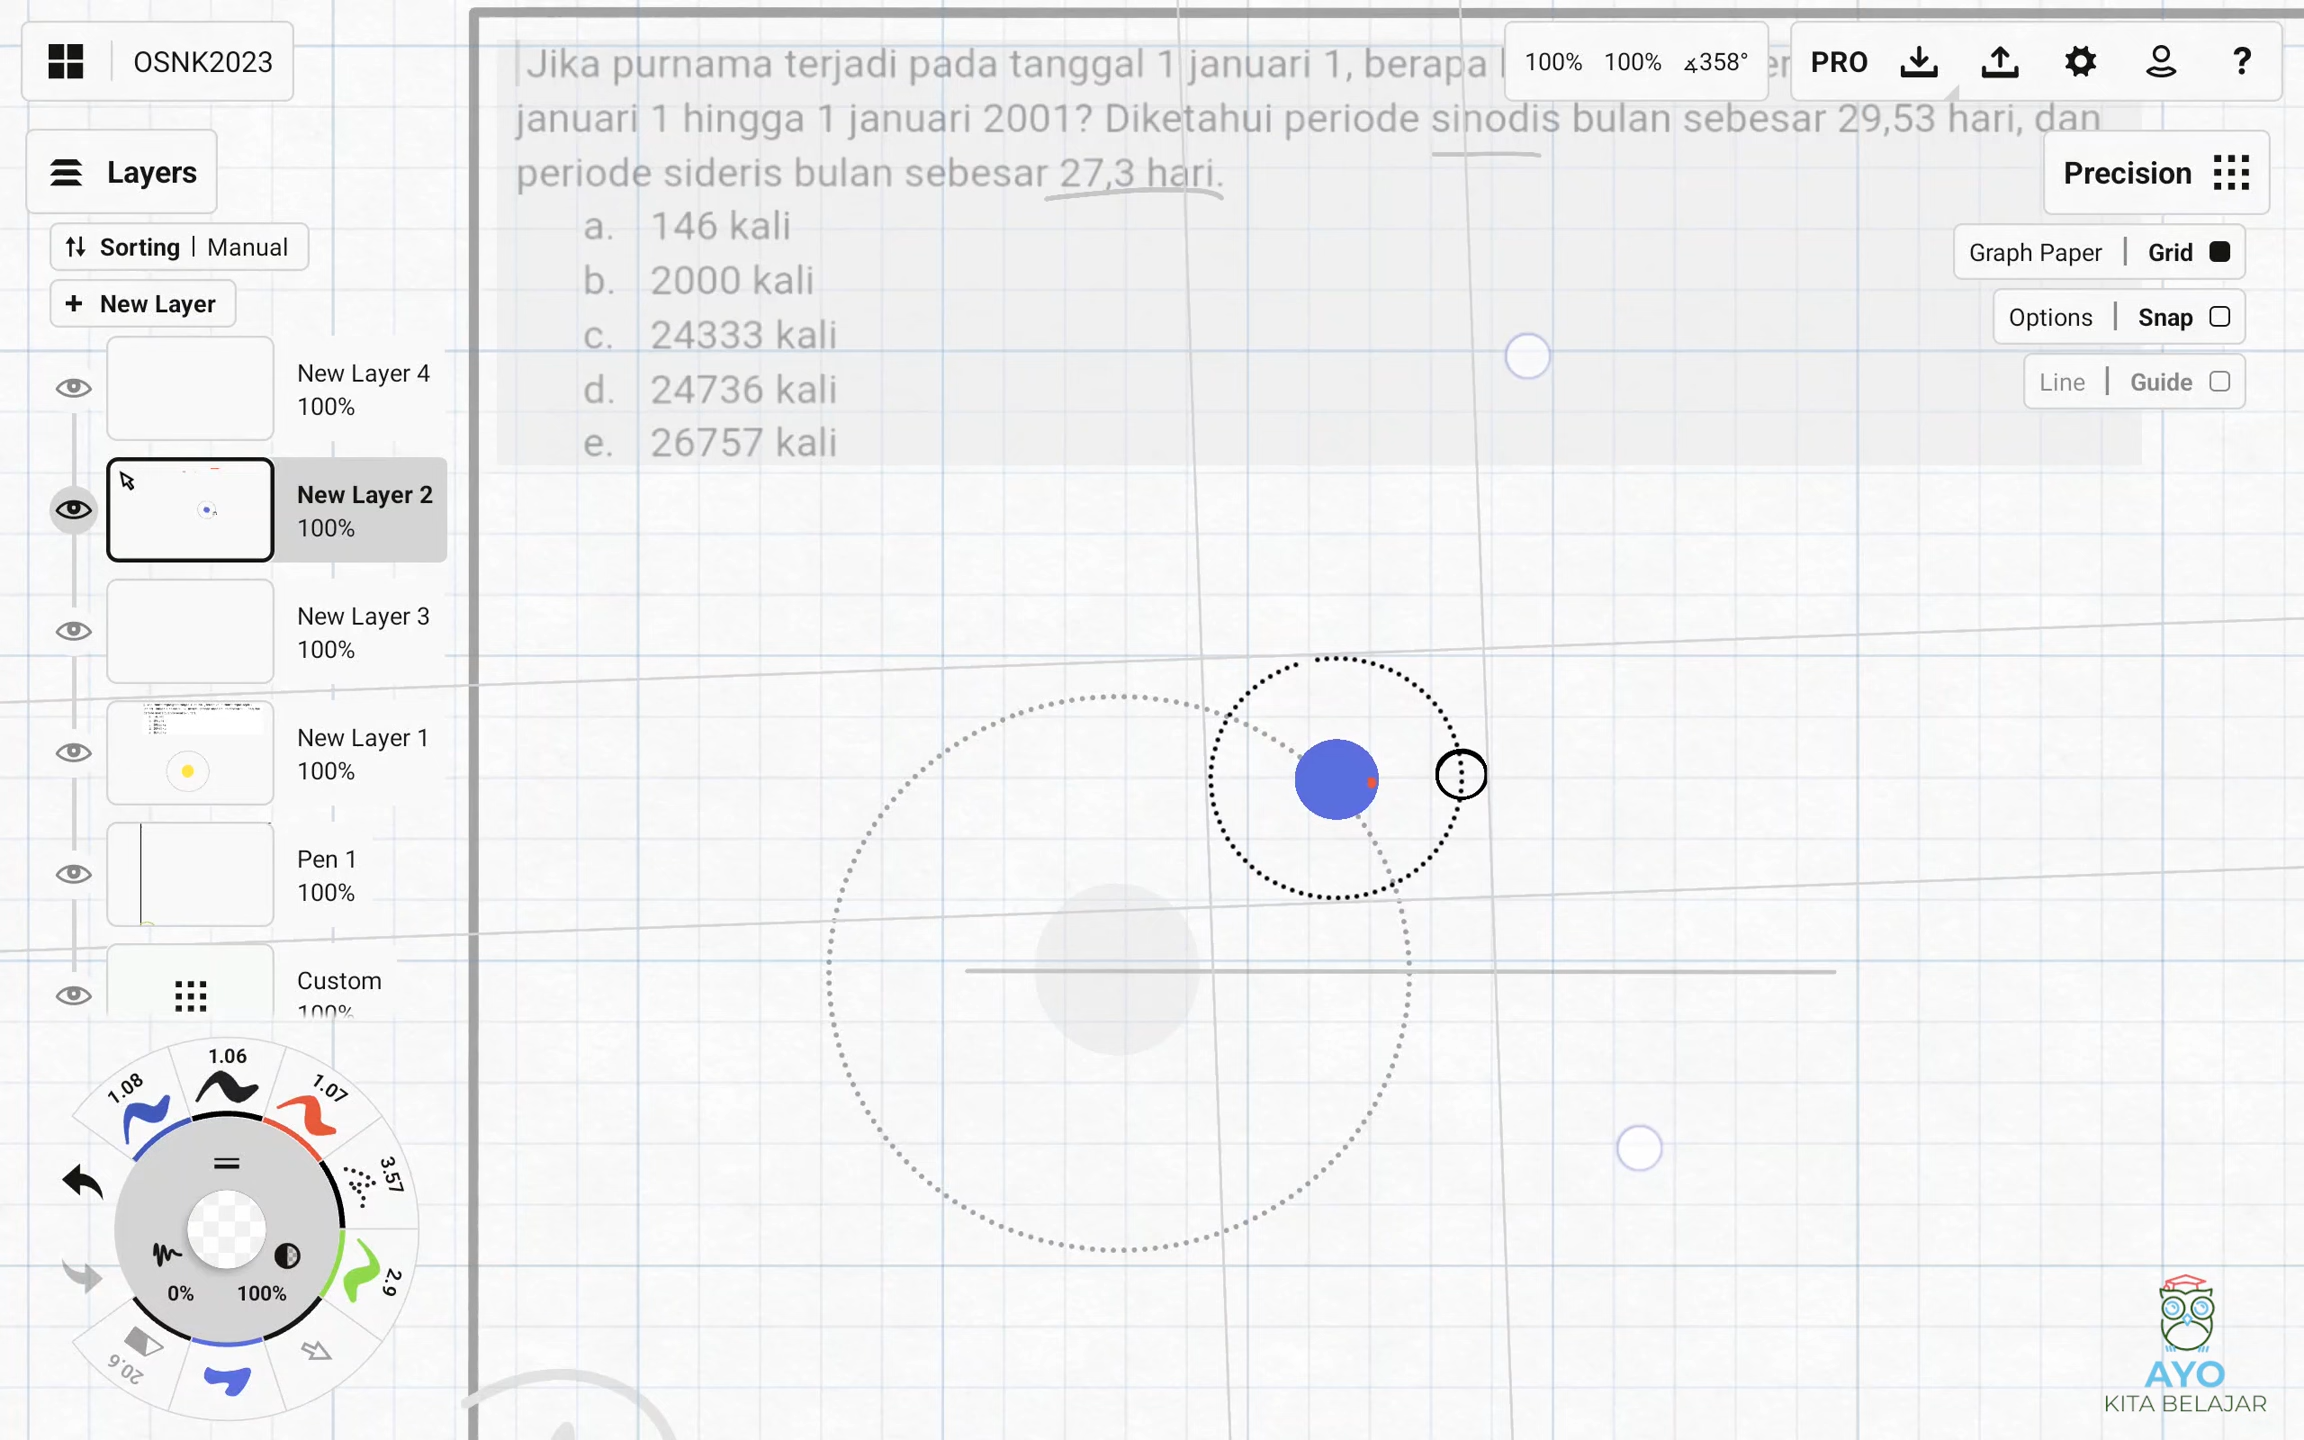 OSNK2023
100% 100% ∡358°
PRO
?
Jika purnama terjadi pada tanggal 1 januari 1, berapa
januari 1 hingga 1 januari 2001? Diketahui periode sinodis bulan sebesar 29,53 hari, dan
periode sideris bulan sebesar 27,3 hari.
a. 146 kali
b. 2000 kali
c. 24333 kali
d. 24736 kali
e. 26757 kali
Layers
Sorting | Manual
+ New Layer
New Layer 4
100%
New Layer 2
100%
New Layer 3
100%
New Layer 1
100%
Pen 1
100%
Custom
100%
Precision
Graph Paper | Grid
Options | Snap
Line | Guide
1.08
1.06
1.07
3.57
2.9
20.6
0% 100%
AYO
KITA BELAJAR